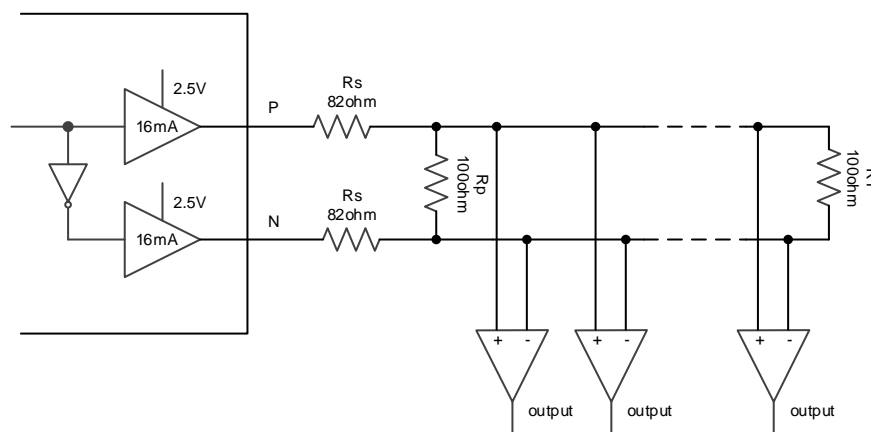 2.5V
16mA
P
Rs
82ohm
2.5V
16mA
N
Rs
82ohm
Rp
100ohm
100ohm
+ -
+ -
+ -
output
output
output